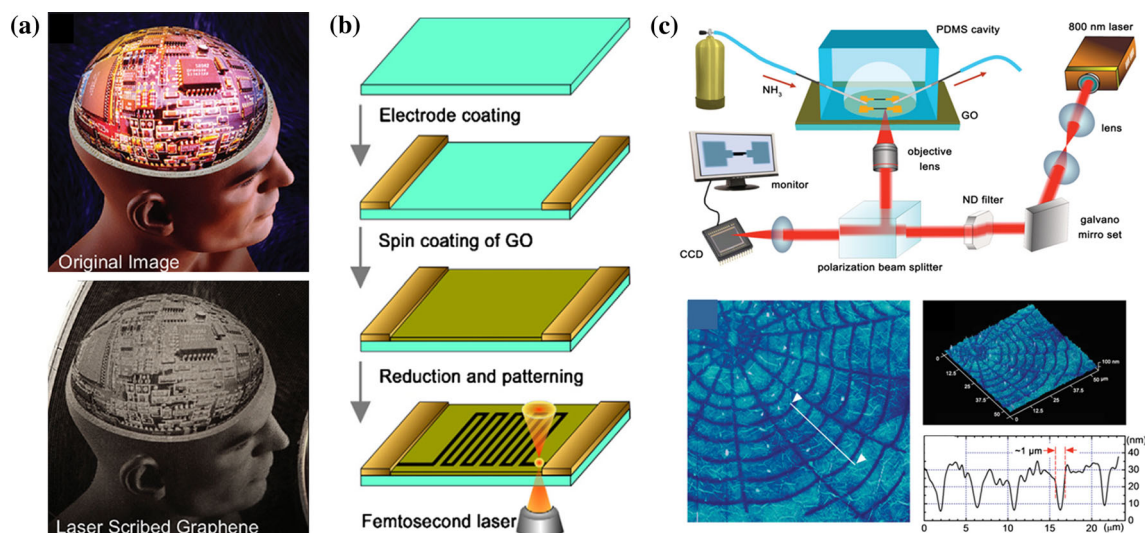 (a)
Original Image
Laser Scribed Graphene
(b)
Electrode coating
Spin coating of GO
Reduction and patterning
Femtosecond laser
(c)
PDMS cavity
800 nm laser
NH3
GO
lens
objective
lens
monitor
ND filter
galvano
mirro set
CCD
polarization beam splitter
0
12.5
25
37.5
50
μm
100 nm
0
12.5
25
37.5
50
~1 μm
(nm)
40
30
20
10
0
0
5
10
15
20
(μm)